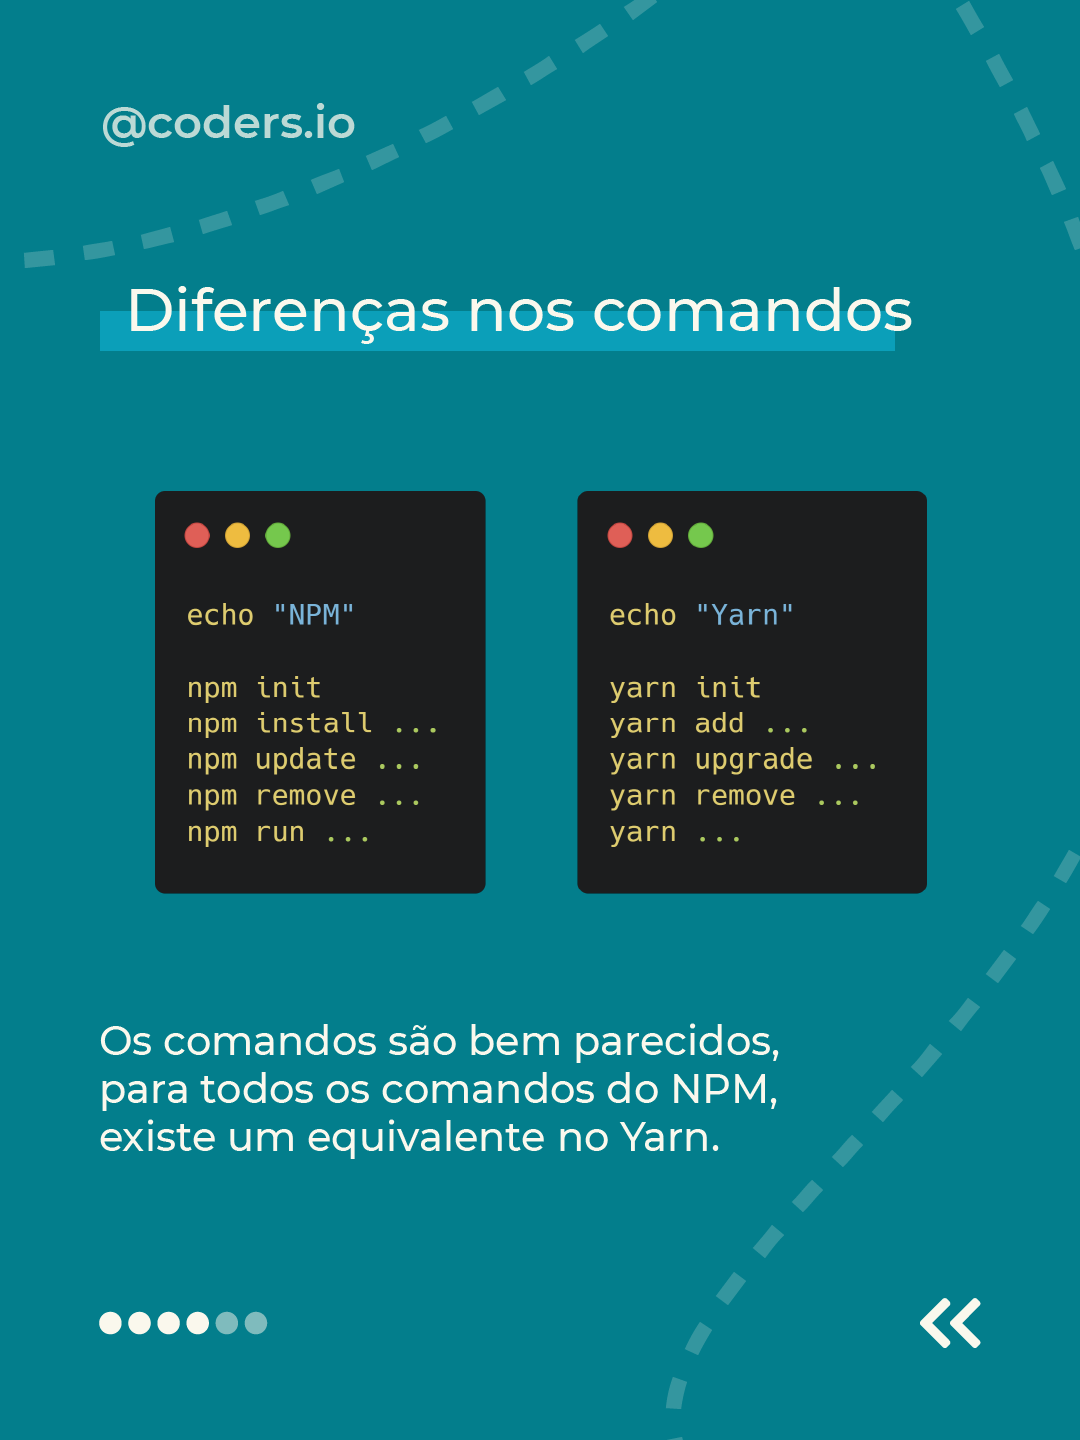 @coders.io
Diferenças nos comandos
echo "NPM"
npm init
npm install ...
npm update ...
npm remove ...
npm run ...
echo "Yarn"
yarn init
yarn add ...
yarn upgrade ...
yarn remove ...
yarn ...
Os comandos são bem parecidos,
para todos os comandos do NPM,
existe um equivalente no Yarn.